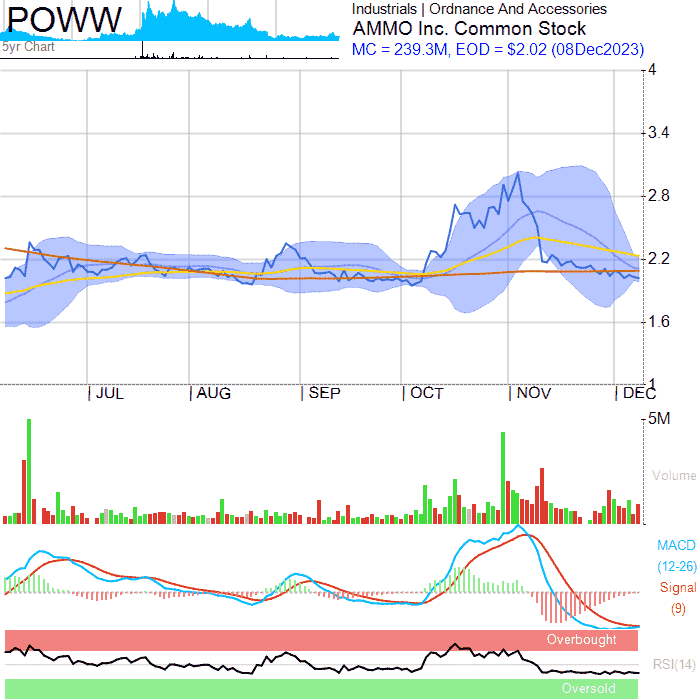 POWW
5yr Chart
Industrials | Ordnance And Accessories
AMMO Inc. Common Stock
MC = 239.3M, EOD = $2.02 (08Dec2023)
4
3.4
2.8
2.2
1.6
1
JUL
AUG
SEP
OCT
NOV
DEC
5M
Volume
MACD
(12-26)
Signal
(9)
Overbought
RSI(14)
Oversold